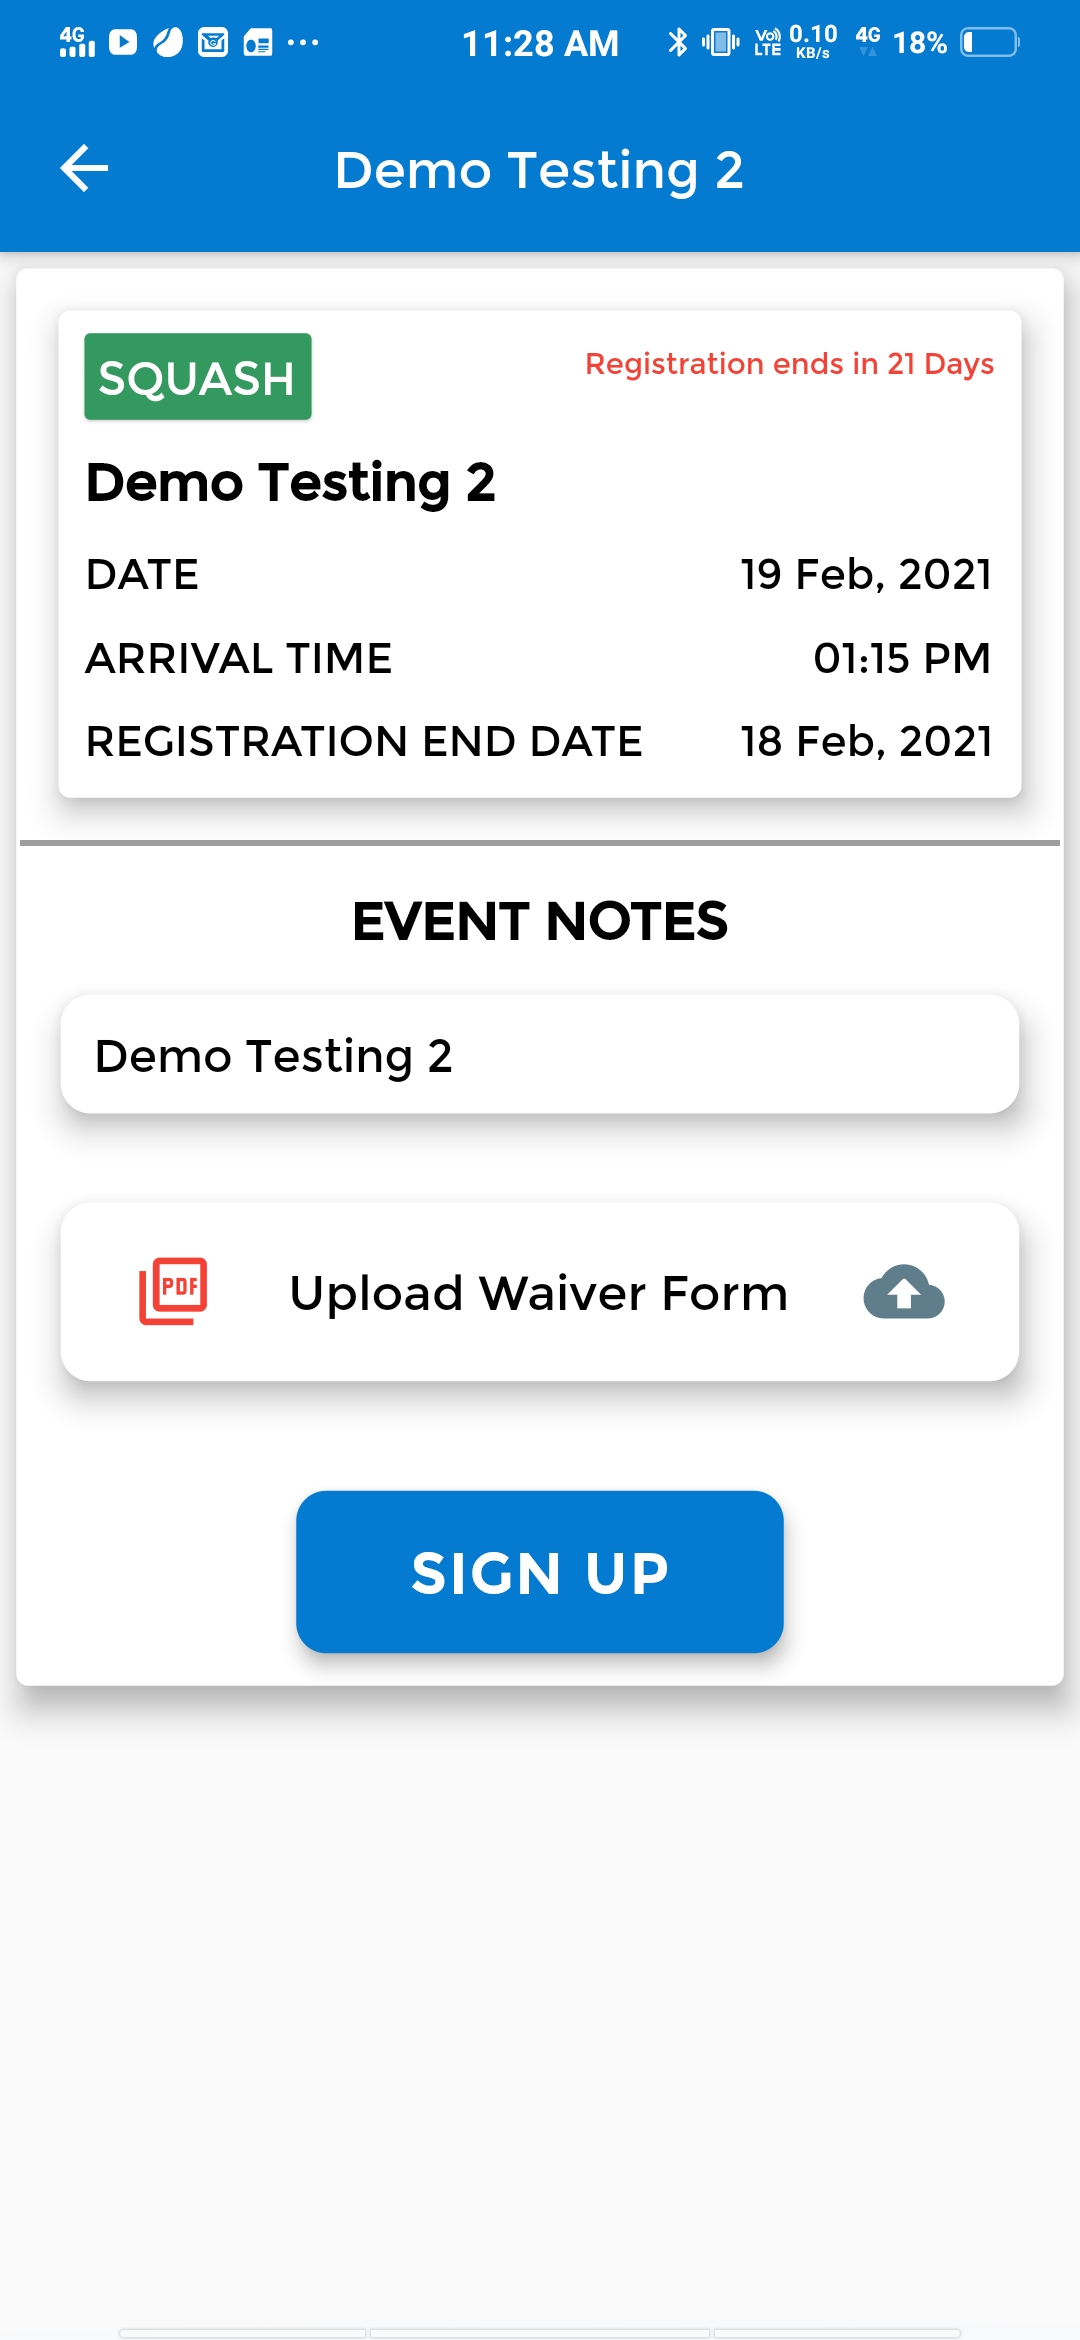 4G 11:28 AM Vo)) LTE 0.10 KB/s 4G 18%
Demo Testing 2
SQUASH
Registration ends in 21 Days
Demo Testing 2
DATE 19 Feb, 2021
ARRIVAL TIME 01:15 PM
REGISTRATION END DATE 18 Feb, 2021
EVENT NOTES
Demo Testing 2
PDF Upload Waiver Form
SIGN UP